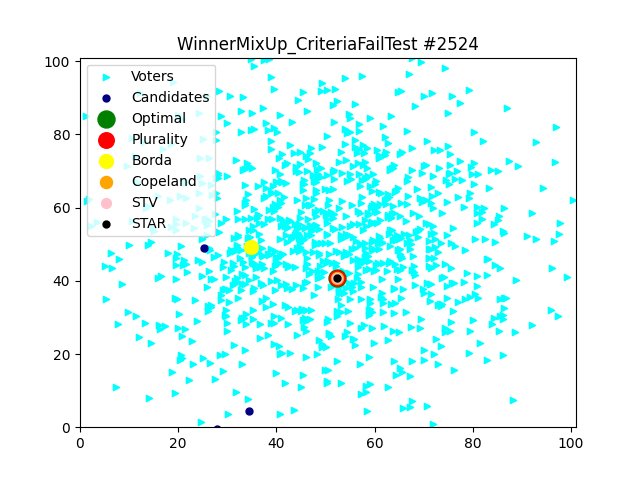 WinnerMixUp_CriteriaFailTest #2524
100
80
60
40
20
0
Voters
Candidates
Optimal
Plurality
Borda
Copeland
STV
STAR
0 20 40 60 80 100